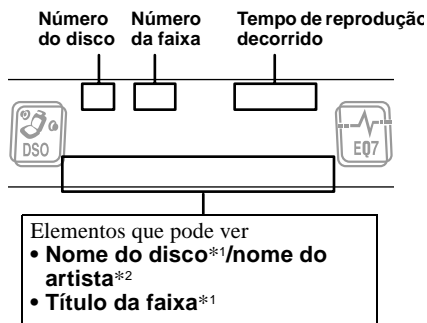 Número do disco
Número da faixa
Tempo de reprodução decorrido
DSO
EQ7
Elementos que pode ver
• Nome do disco*1/nome do
artista*2
• Título da faixa*1